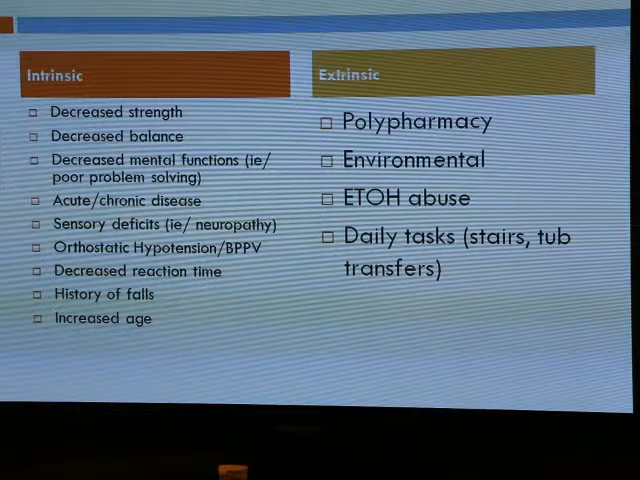 Intrinsic
Decreased strength
Decreased balance
Decreased mental functions (ie/
poor problem solving)
Acute/chronic disease
Sensory deficits (ie/ neuropathy)
Orthostatic Hypotension/BPPV
Decreased reaction time
History of falls
Increased age
Extrinsic
Polypharmacy
Environmental
ETOH abuse
Daily tasks (stairs, tub
transfers)